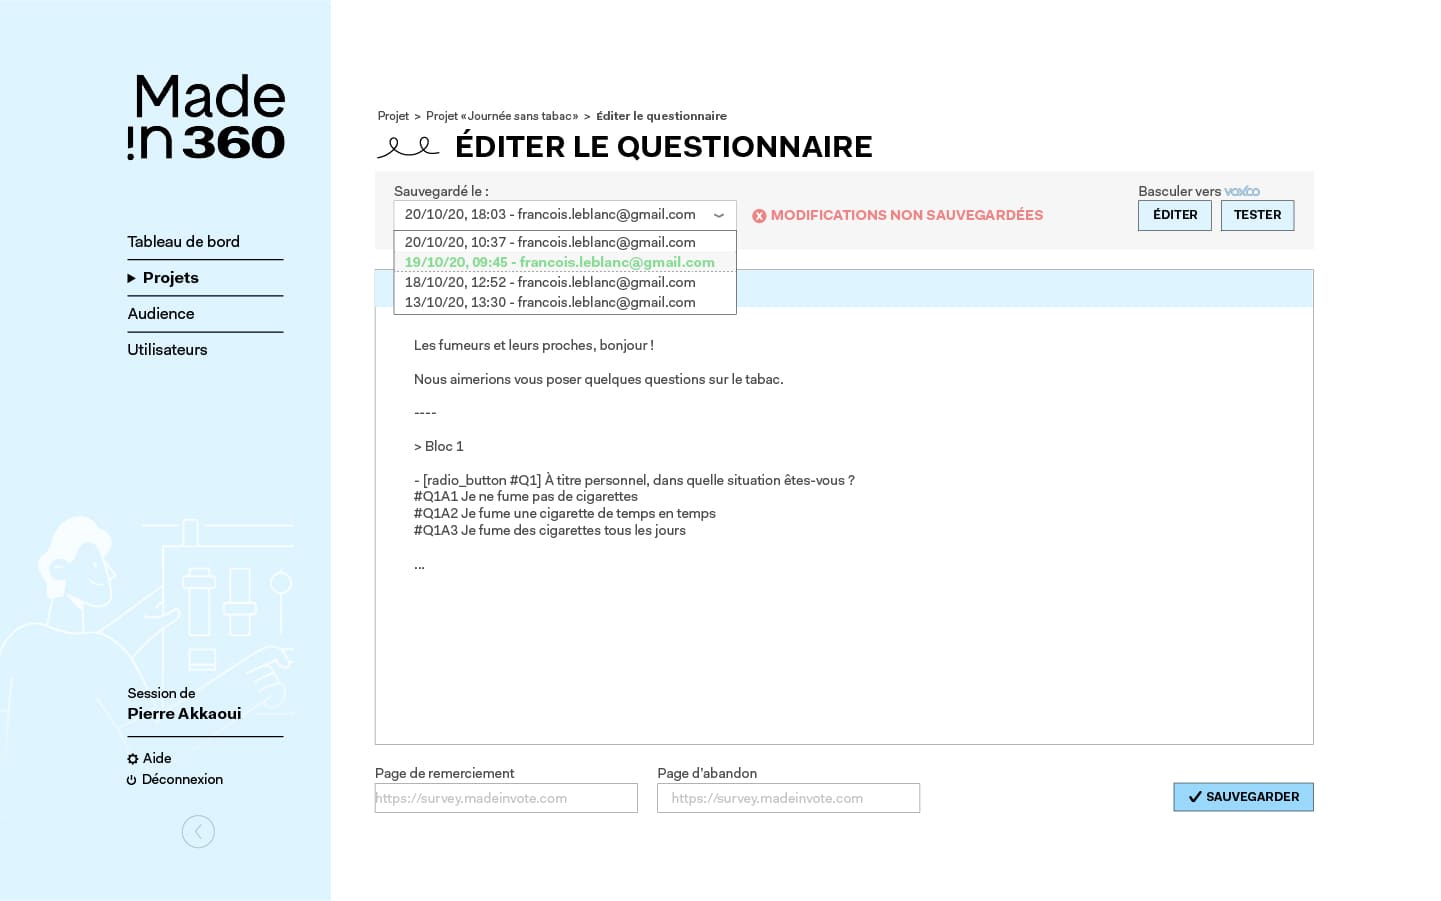 Made
in 360
Tableau de bord
Projets
Audience
Utilisateurs
Session de
Pierre Akkaoui
Aide
Déconnexion
Projet > Projet «Journée sans tabac» > Éditer le questionnaire
ÉDITER LE QUESTIONNAIRE
Sauvegardé le :
20/10/20, 18:03 - francois.leblanc@gmail.com
20/10/20, 10:37 - francois.leblanc@gmail.com
19/10/20, 09:45 - francois.leblanc@gmail.com
18/10/20, 12:52 - francois.leblanc@gmail.com
13/10/20, 13:30 - francois.leblanc@gmail.com
MODIFICATIONS NON SAUVEGARDÉES
Basculer vers voxco
ÉDITER
TESTER
Les fumeurs et leurs proches, bonjour !
Nous aimerions vous poser quelques questions sur le tabac.
----
> Bloc 1
- [radio_button #Q1] À titre personnel, dans quelle situation êtes-vous ?
#Q1A1 Je ne fume pas de cigarettes
#Q1A2 Je fume une cigarette de temps en temps
#Q1A3 Je fume des cigarettes tous les jours
...
Page de remerciement
https://survey.madeinvote.com
Page d'abandon
https://survey.madeinvote.com
SAUVEGARDER